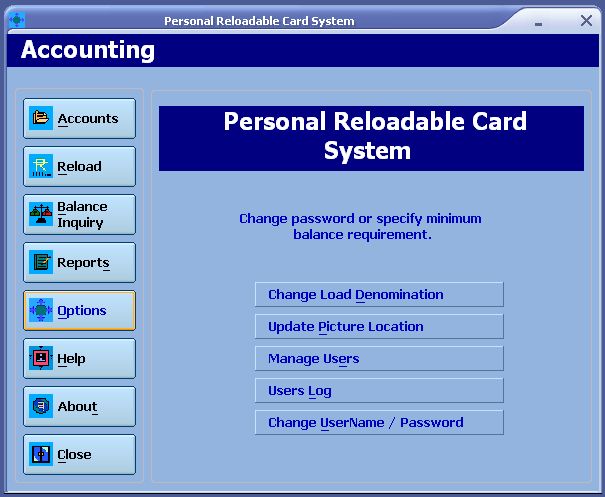 Personal Reloadable Card System
Accounting
Accounts
Reload
Balance
Inquiry
Reports
Options
Help
About
Close
Personal Reloadable Card
System
Change password or specify minimum
balance requirement.
Change Load Denomination
Update Picture Location
Manage Users
Users Log
Change UserName / Password